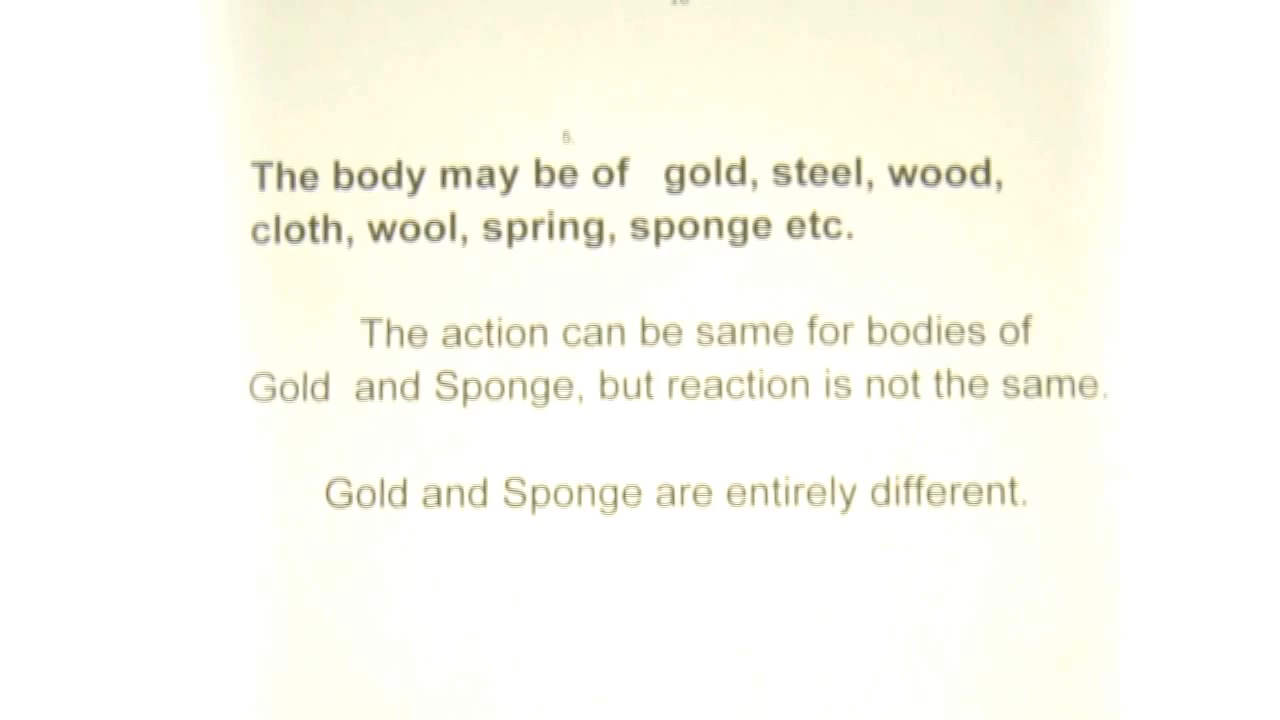 The body may be of gold, steel, wood,
cloth, wool, spring, sponge etc.
The action can be same for bodies of
Gold and Sponge, but reaction is not the same.
Gold and Sponge are entirely different.